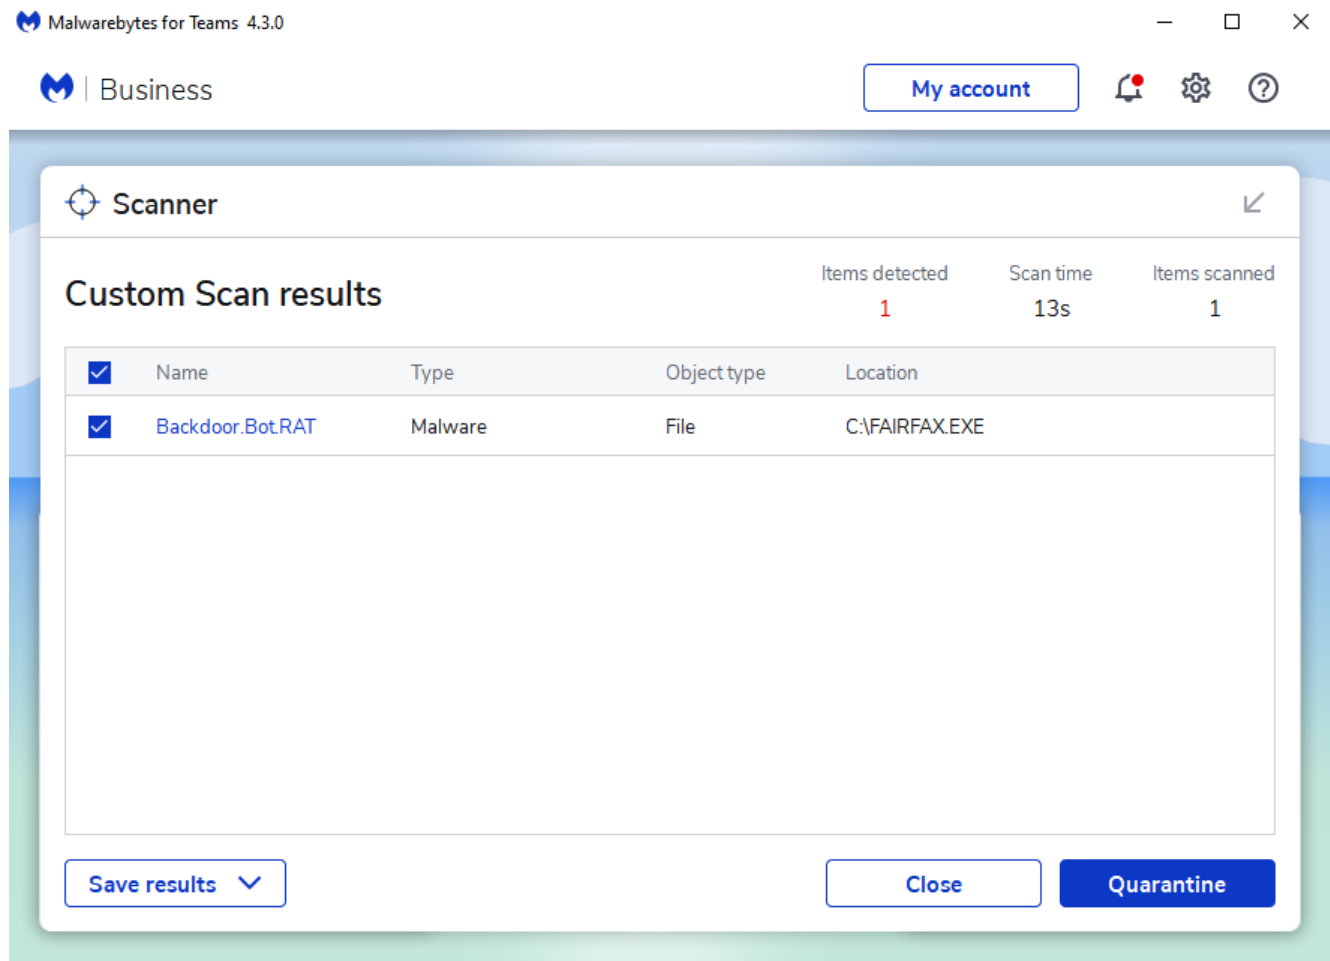 Malwarebytes for Teams 4.3.0
Business
My account
Scanner
Custom Scan results
Items detected
1
Scan time
13s
Items scanned
1
Name Type Object type Location
Backdoor.Bot.RAT Malware File C:\FAIRFAX.EXE
Save results
Close
Quarantine